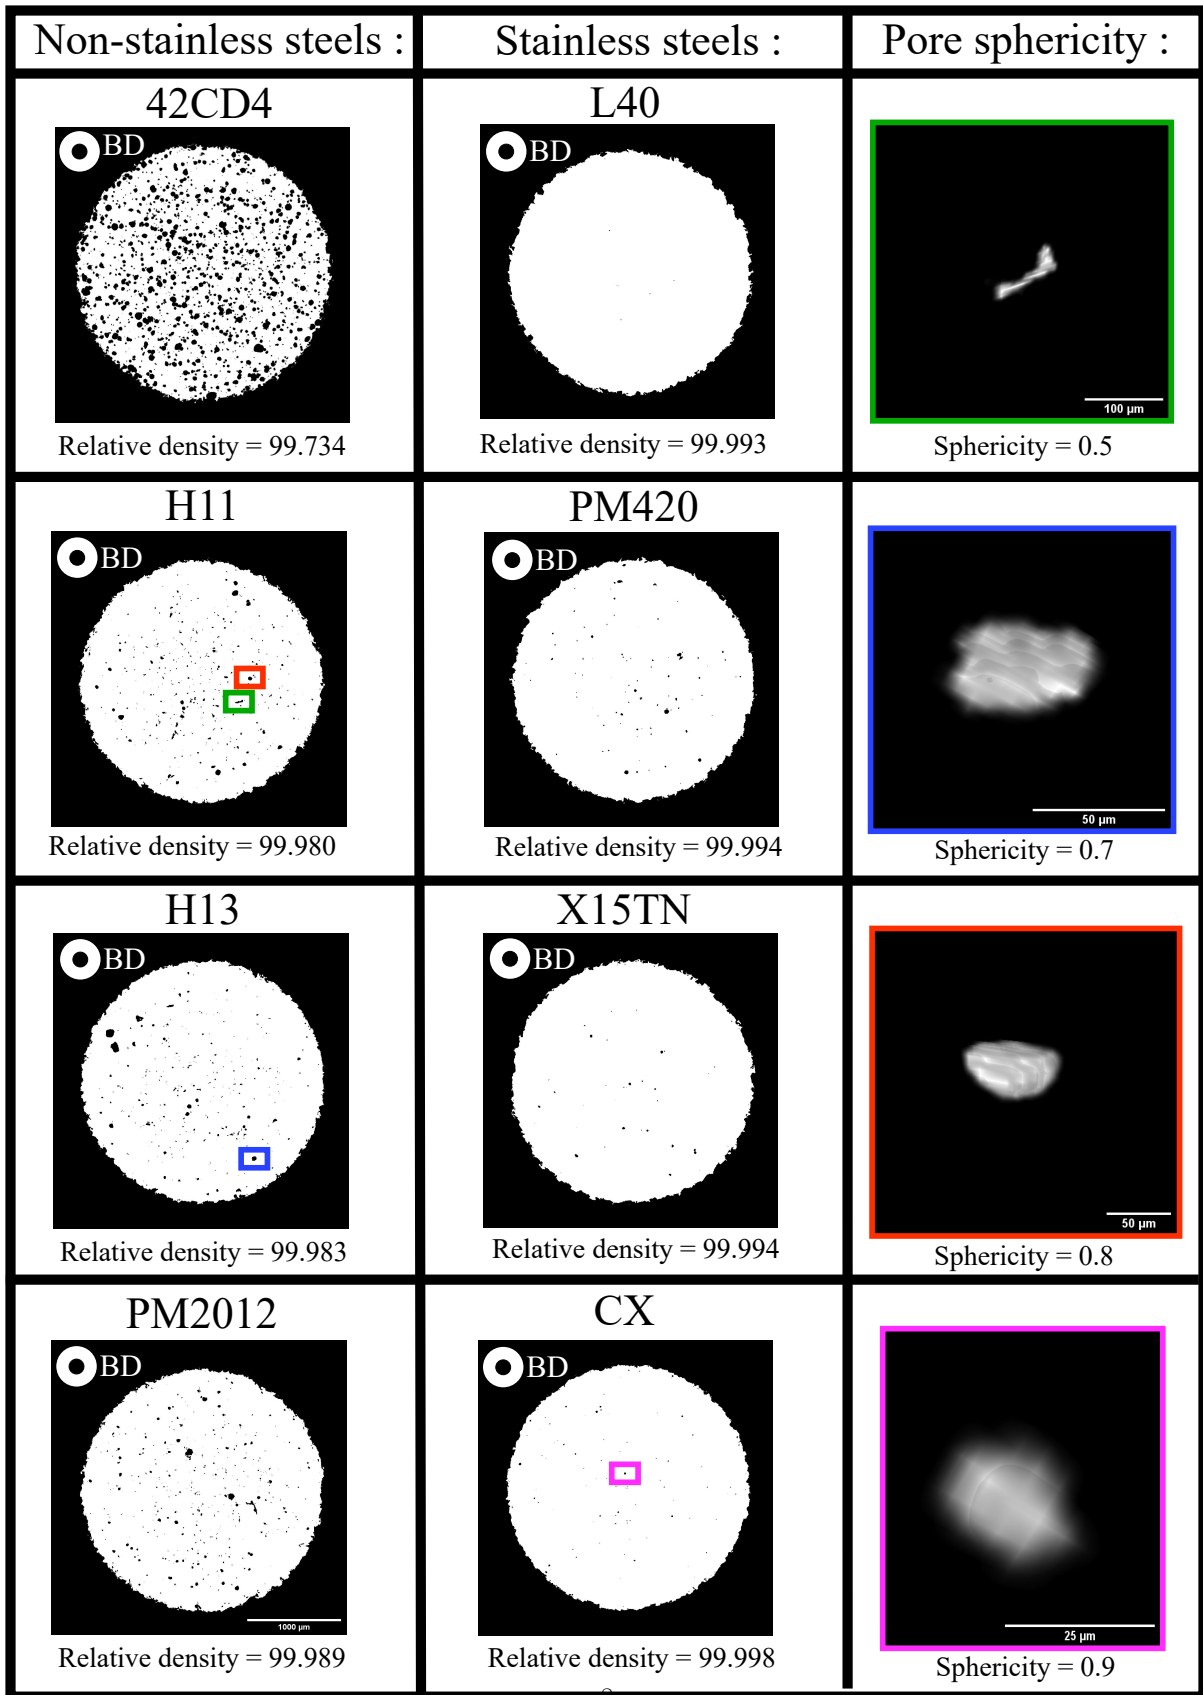 Non-stainless steels :
Stainless steels :
Pore sphericity :
42CD4
BD
Relative density = 99.734
L40
BD
Relative density = 99.993
100 µm
Sphericity = 0.5
H11
BD
Relative density = 99.980
PM420
BD
Relative density = 99.994
50 µm
Sphericity = 0.7
H13
BD
Relative density = 99.983
X15TN
BD
Relative density = 99.994
50 µm
Sphericity = 0.8
PM2012
BD
1000 µm
Relative density = 99.989
CX
BD
Relative density = 99.998
25 µm
Sphericity = 0.9